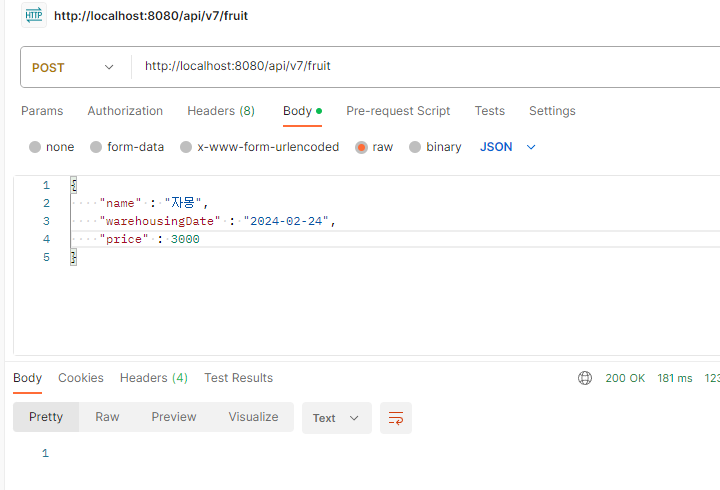 HTTP http://localhost:8080/api/v7/fruit
POST http://localhost:8080/api/v7/fruit
Params Authorization Headers (8) Body Pre-request Script Tests Settings
none form-data x-www-form-urlencoded raw binary JSON
1 {
2 "name" : "자몽",
3 "warehousingDate" : "2024-02-24",
4 "price" : 3000
5 }
Body Cookies Headers (4) Test Results 200 OK 181 ms 123
Pretty Raw Preview Visualize Text
1